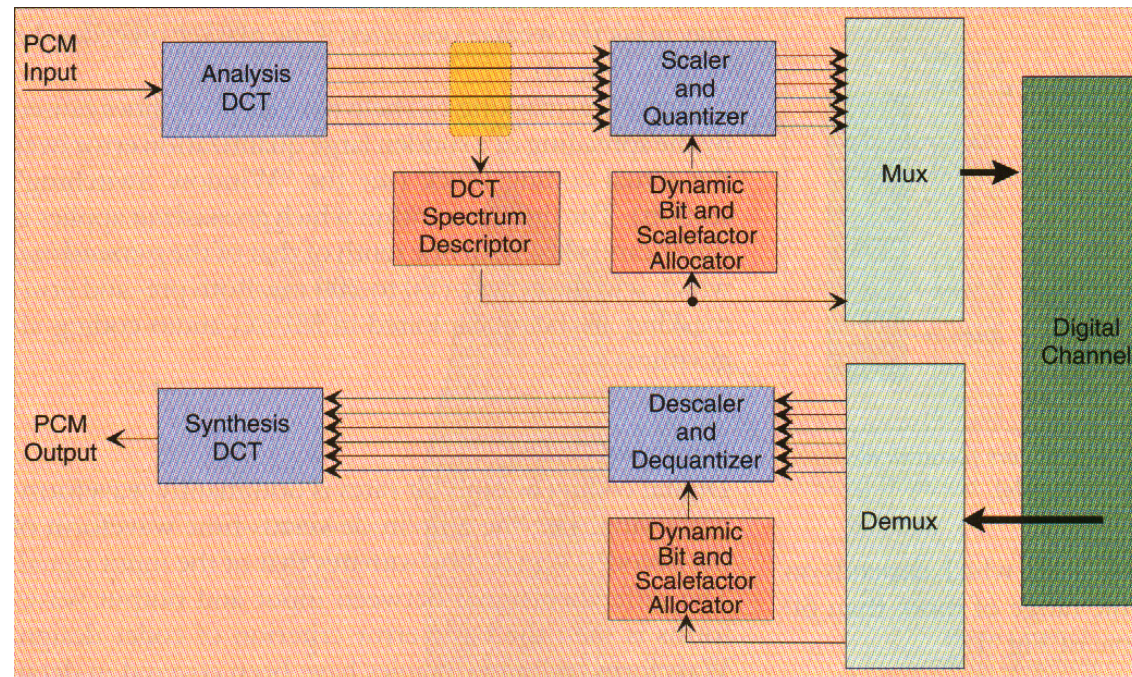 PCM
Input
Analysis
DCT
Scaler
and
Quantizer
Mux
DCT
Spectrum
Descriptor
Dynamic
Bit and
Scalefactor
Allocator
Digital
Channel
PCM
Output
Synthesis
DCT
Descaler
and
Dequantizer
Demux
Dynamic
Bit and
Scalefactor
Allocator